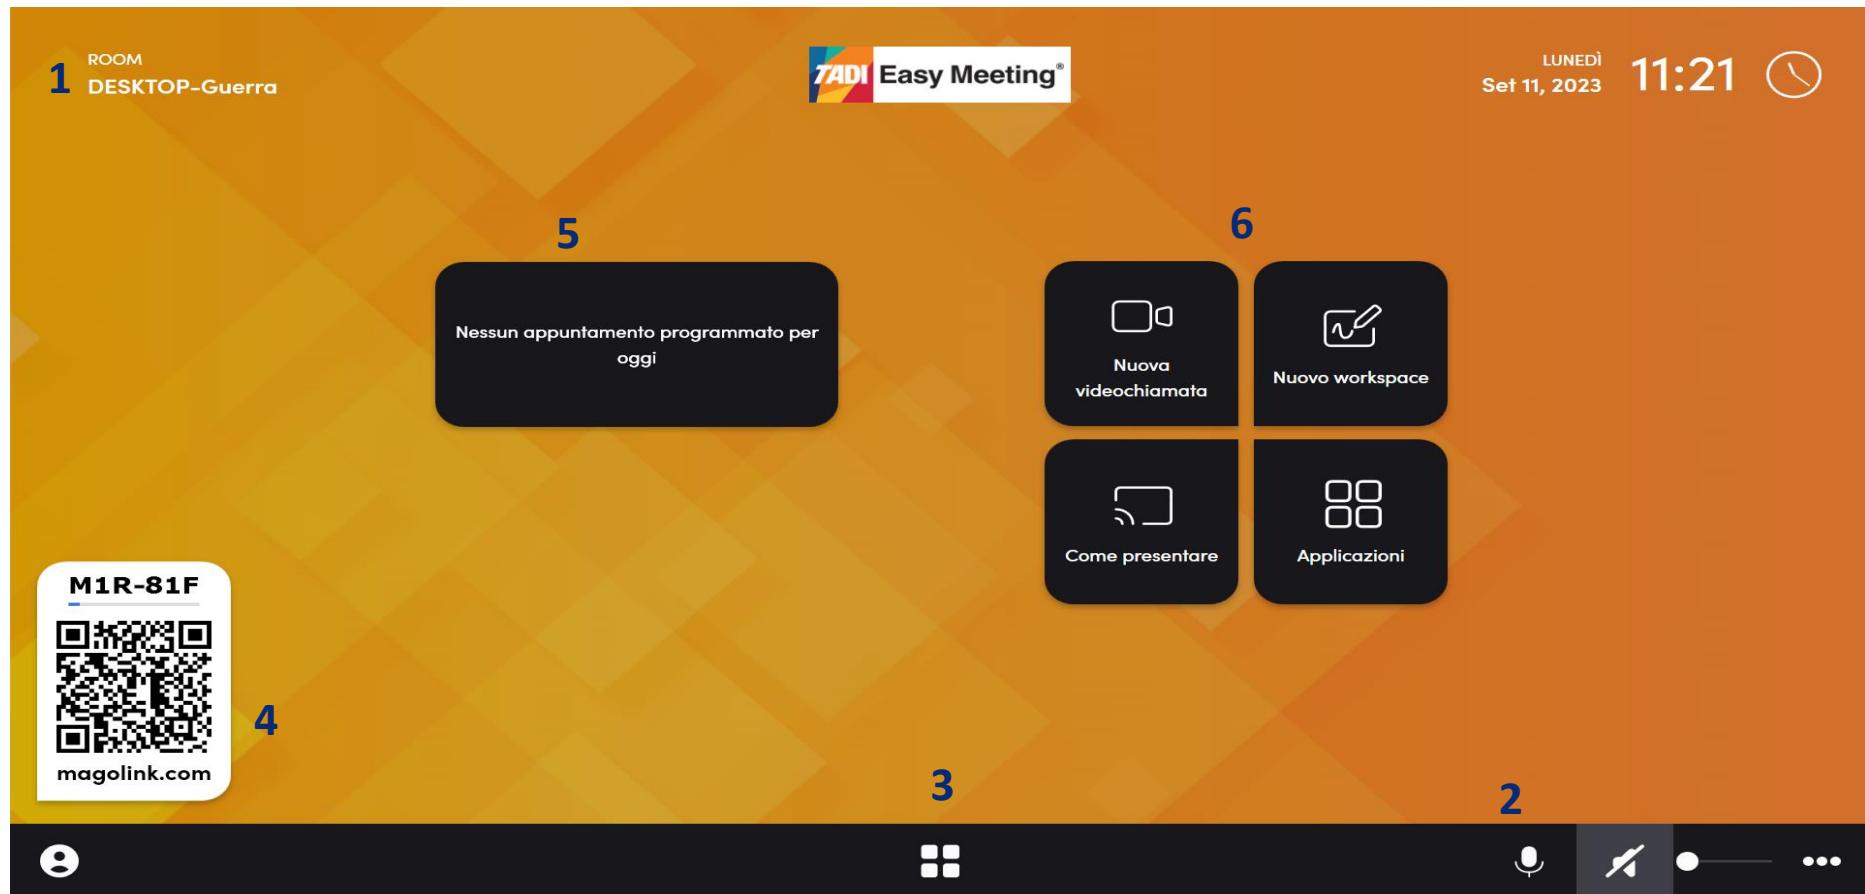 1
ROOM
DESKTOP-Guerra
TADI Easy Meeting®
LUNEDÌ
Set 11, 2023
11:21
5
6
Nessun appuntamento programmato per
oggi
Nuova
videochiamata
Nuovo workspace
Come presentare
Applicazioni
M1R-81F
magolink.com
4
3
2